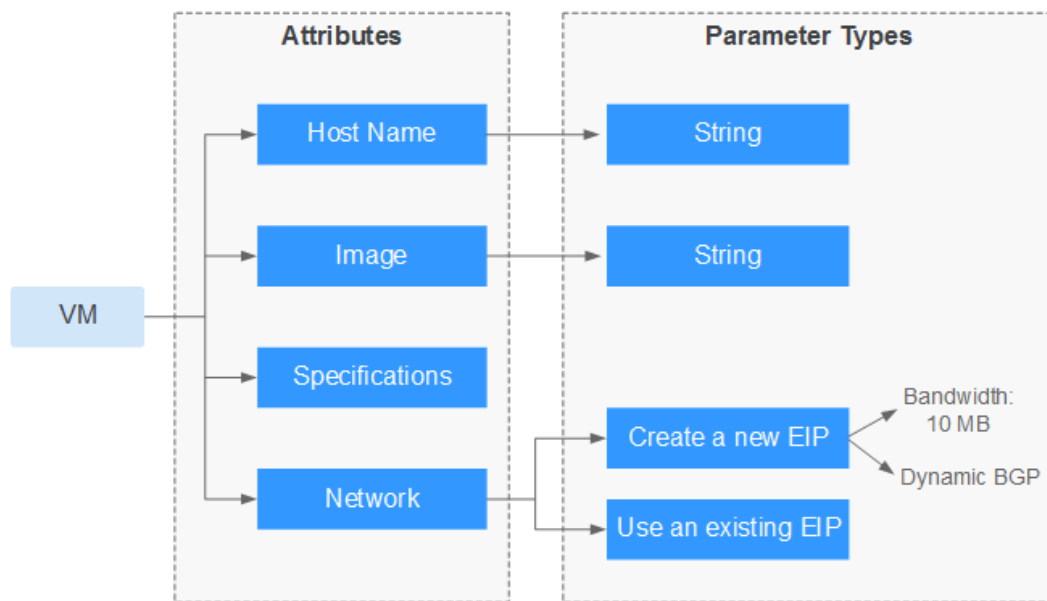 Attributes
Parameter Types
Host Name
String
Image
String
VM
Specifications
Bandwidth:
10 MB
Create a new EIP
Dynamic BGP
Network
Use an existing EIP